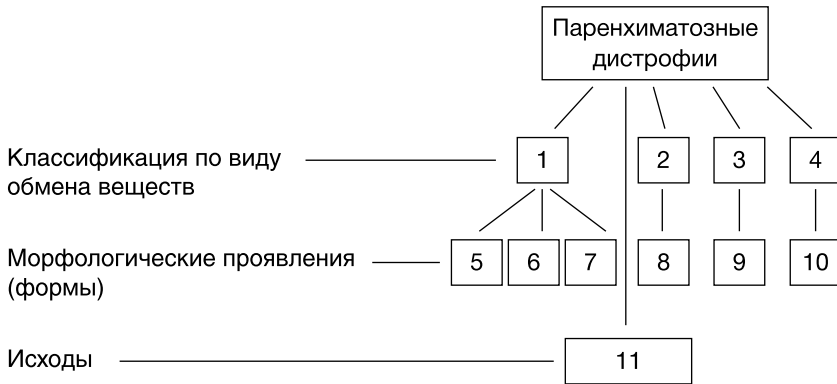 Паренхиматозные
дистрофии
Классификация по виду
обмена веществ
1
2
3
4
Морфологические проявления
(формы)
5
6
7
8
9
10
Исходы
11